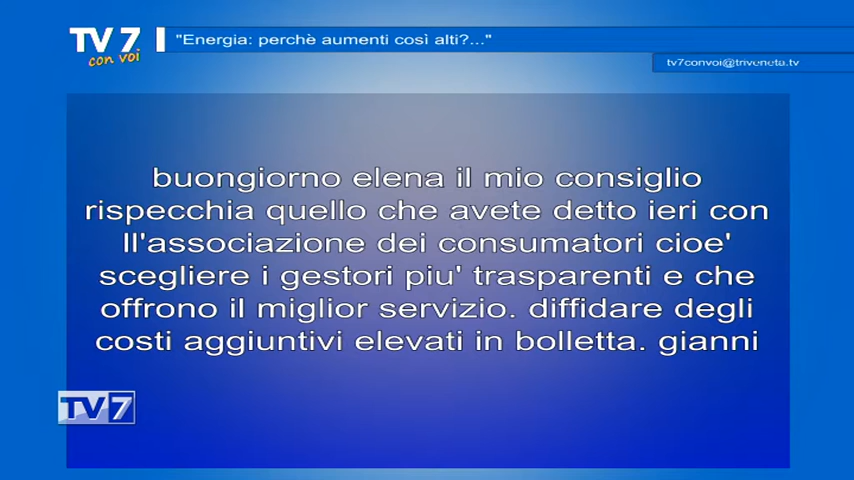 TV 7
con voi
"Energia: perchè aumenti così alti?..."
tv7convoi@triveneta.tv
buongiorno elena il mio consiglio
rispecchia quello che avete detto ieri con
ll'associazione dei consumatori cioe'
scegliere i gestori piu' trasparenti e che
offrono il miglior servizio. diffidare degli
costi aggiuntivi elevati in bolletta. gianni
TV7